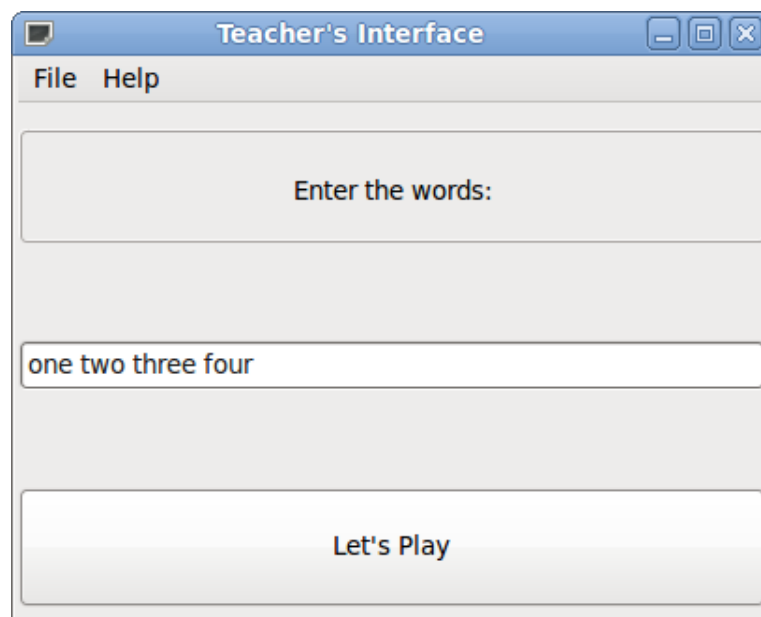 Teacher's Interface
File Help
Enter the words:
one two three four
Let's Play